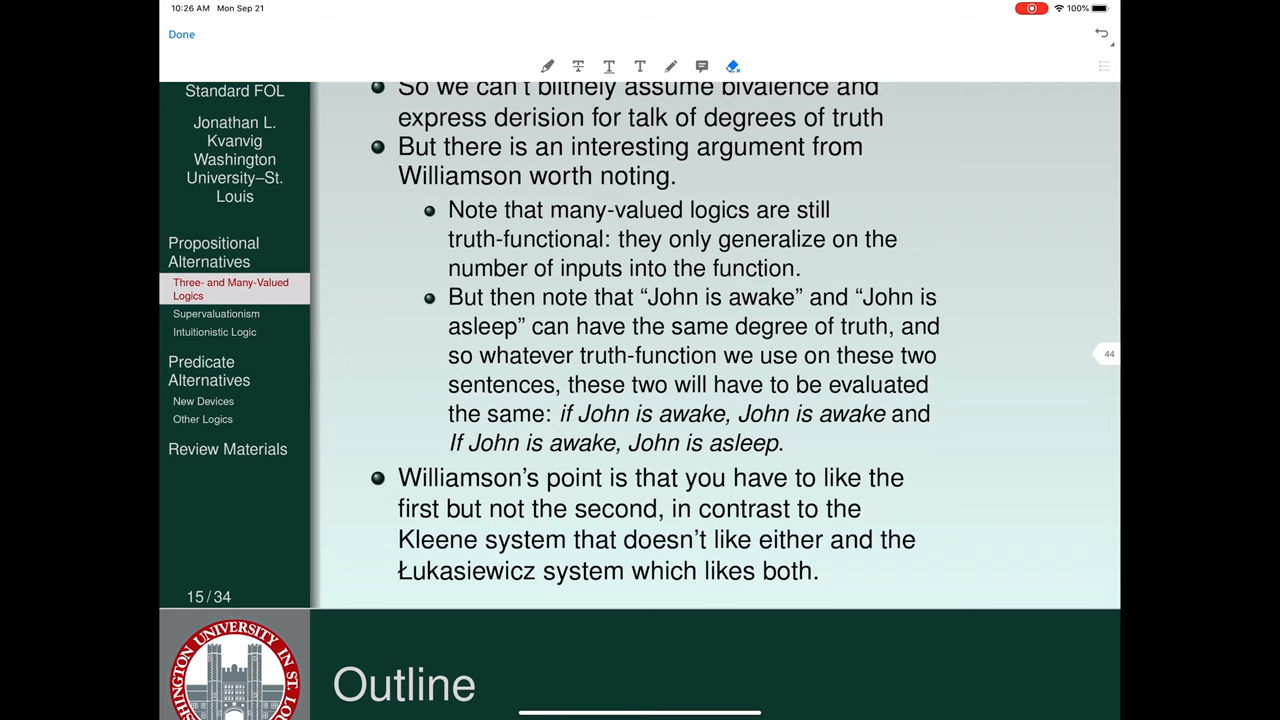 10:26 AM Mon Sep 21
100%
Done
Standard FOL
Jonathan L.
Kvanvig
Washington
University–St.
Louis
Propositional
Alternatives
Three- and Many-Valued
Logics
Supervaluationism
Intuitionistic Logic
Predicate
Alternatives
New Devices
Other Logics
Review Materials
15/34
So we can't blithely assume bivalence and
express derision for talk of degrees of truth
But there is an interesting argument from
Williamson worth noting.
Note that many-valued logics are still
truth-functional: they only generalize on the
number of inputs into the function.
But then note that “John is awake” and “John is
asleep” can have the same degree of truth, and
so whatever truth-function we use on these two
sentences, these two will have to be evaluated
the same: if John is awake, John is awake and
If John is awake, John is asleep.
Williamson's point is that you have to like the
first but not the second, in contrast to the
Kleene system that doesn't like either and the
Łukasiewicz system which likes both.
44
Outline